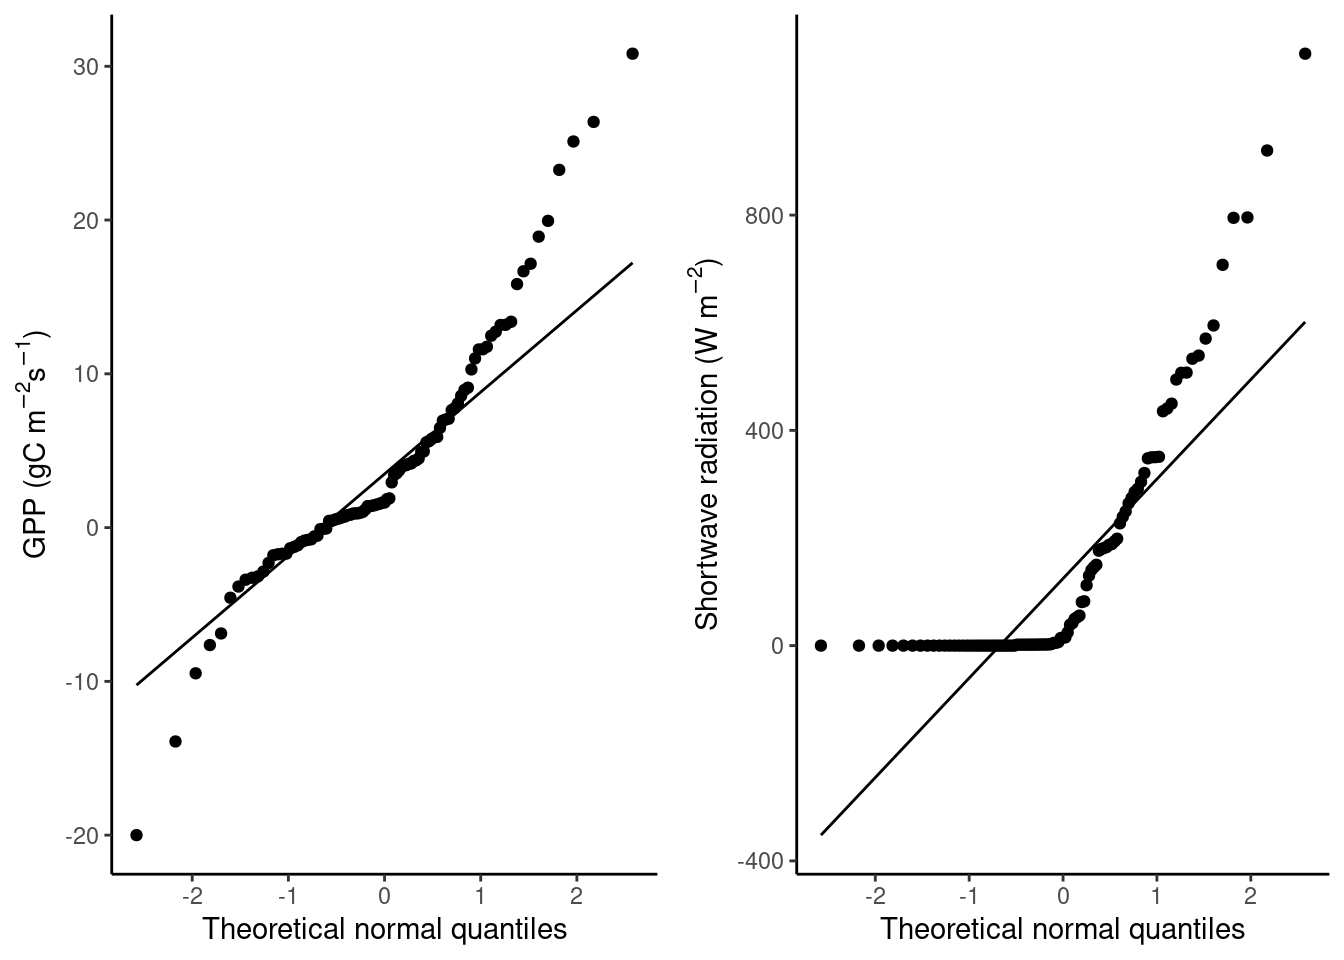 30
20
10
0
-10
-20
GPP (gC m−2s−1)
-2 -1 0 1 2
Theoretical normal quantiles
800
400
0
-400
Shortwave radiation (W m−2)
-2 -1 0 1 2
Theoretical normal quantiles